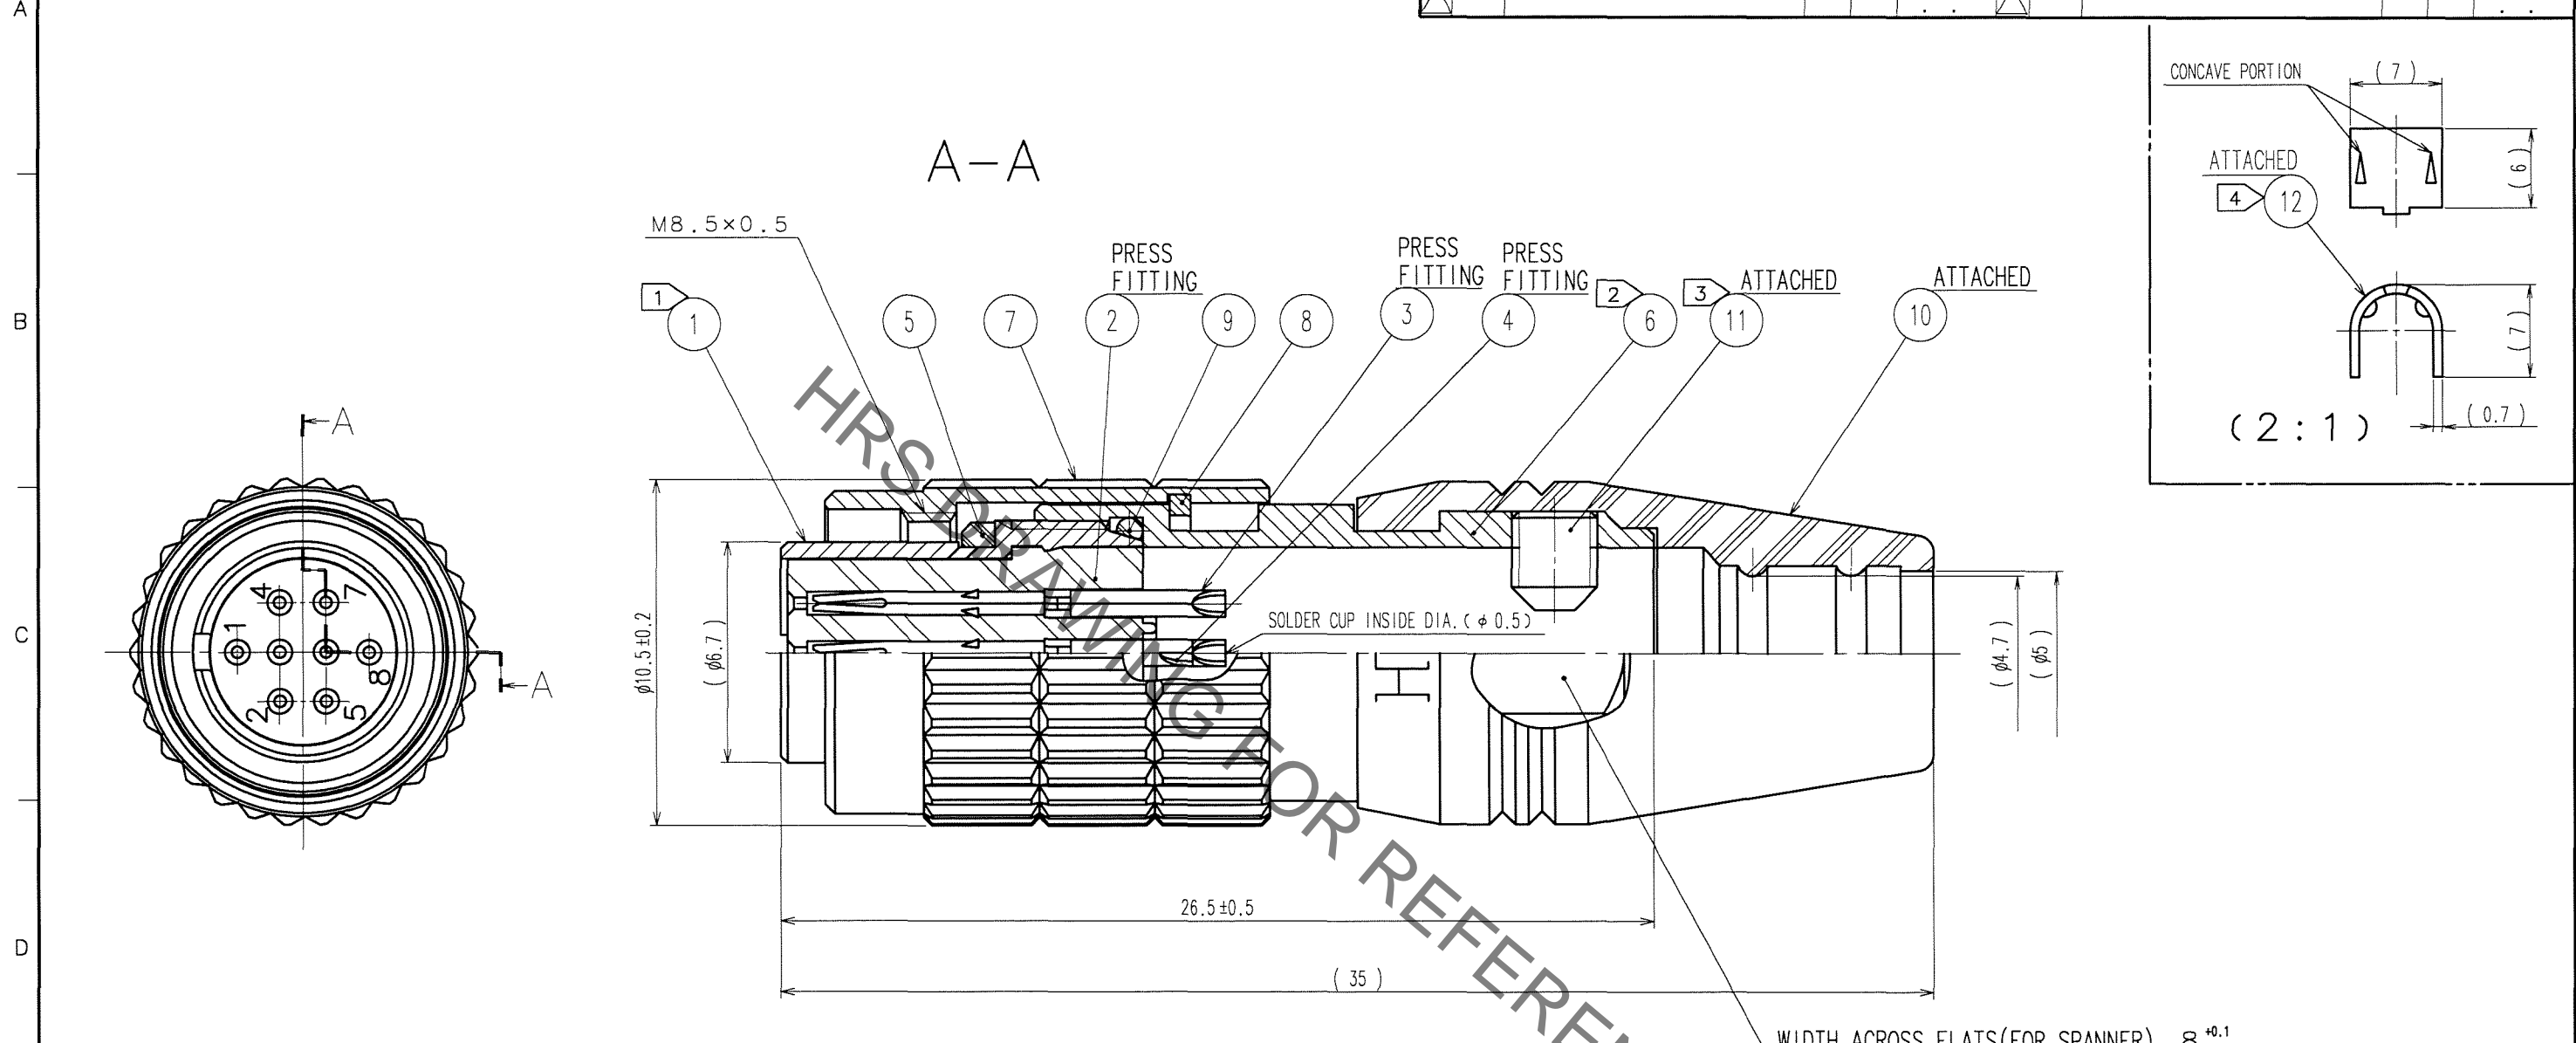 A
B
C
D
A-A
M8.5×0.5
1
1
5
7
PRESS
FITTING
2
9
8
PRESS
FITTING
3
PRESS
FITTING
4
2
6
3
ATTACHED
11
ATTACHED
10
CONCAVE PORTION
( 7 )
( 6 )
ATTACHED
4
12
( 7 )
( 0.7 )
(2:1)
A
A
4
7
1
8
2
5
φ10.5±0.2
( φ6.7 )
SOLDER CUP INSIDE DIA.( φ 0.5)
( φ4.7 )
( φ5 )
26.5±0.5
( 35 )
WIDTH ACROSS FLATS(FOR SPANNER) 8 +0.1
HRS DRAWING FOR REFEREN